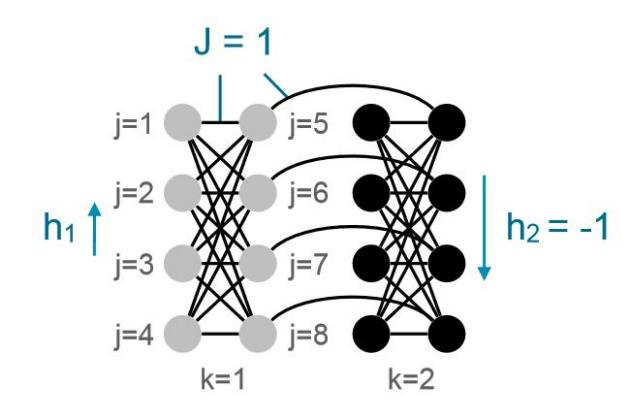 J = 1
j=1
j=5
j=2
j=6
h₁
h₂ = -1
j=3
j=7
j=4
j=8
k=1
k=2